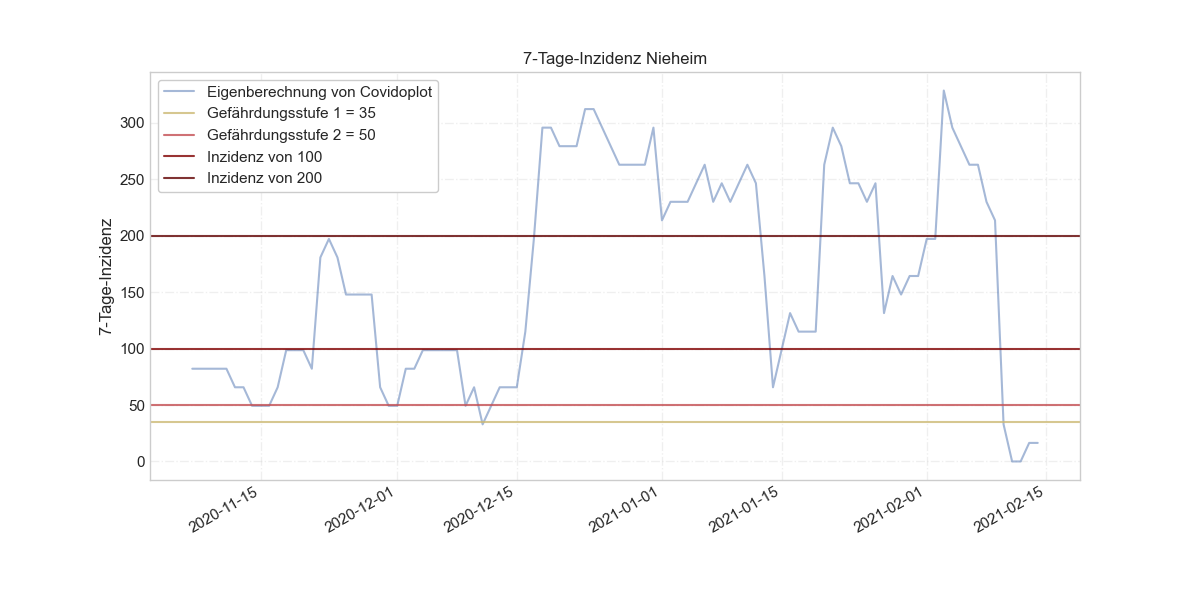 7-Tage-Inzidenz Nieheim
Eigenberechnung von Covidoplot
Gefährdungsstufe 1 = 35
Gefährdungsstufe 2 = 50
Inzidenz von 100
Inzidenz von 200
7-Tage-Inzidenz
300
250
200
150
100
50
0
2020-11-15
2020-12-01
2020-12-15
2021-01-01
2021-01-15
2021-02-01
2021-02-15